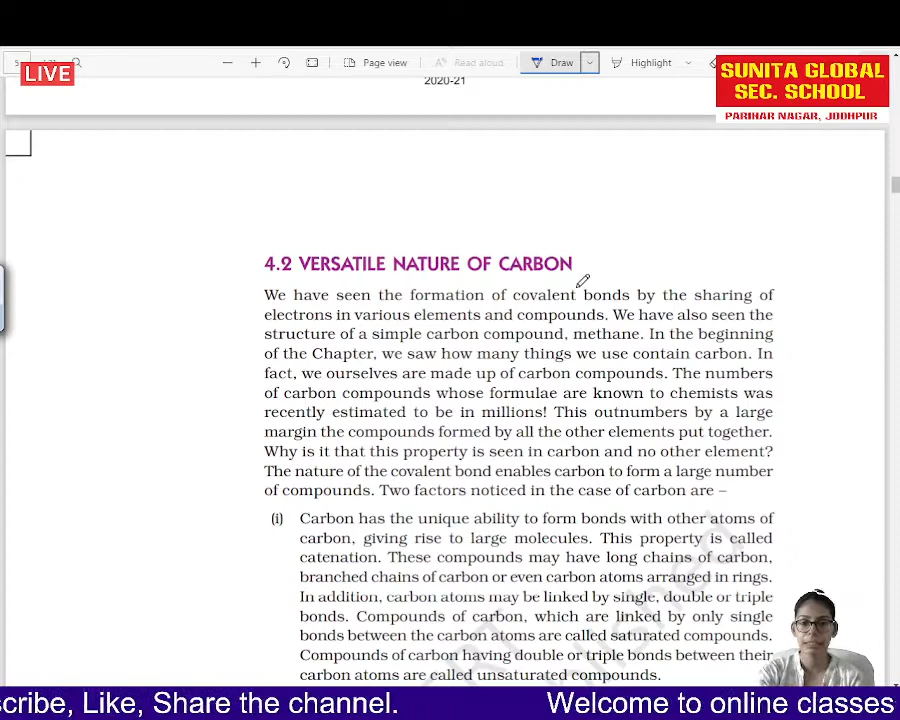 5
LIVE
Page view
Read aloud
Draw
Highlight
SUNITA GLOBAL
SEC. SCHOOL
PARIHAR NAGAR, JODHPUR
2020-21
4.2 VERSATILE NATURE OF CARBON
We have seen the formation of covalent bonds by the sharing of
electrons in various elements and compounds. We have also seen the
structure of a simple carbon compound, methane. In the beginning
of the Chapter, we saw how many things we use contain carbon. In
fact, we ourselves are made up of carbon compounds. The numbers
of carbon compounds whose formulae are known to chemists was
recently estimated to be in millions! This outnumbers by a large
margin the compounds formed by all the other elements put together.
Why is it that this property is seen in carbon and no other element?
The nature of the covalent bond enables carbon to form a large number
of compounds. Two factors noticed in the case of carbon are –
(i) Carbon has the unique ability to form bonds with other atoms of
carbon, giving rise to large molecules. This property is called
catenation. These compounds may have long chains of carbon,
branched chains of carbon or even carbon atoms arranged in rings.
In addition, carbon atoms may be linked by single, double or triple
bonds. Compounds of carbon, which are linked by only single
bonds between the carbon atoms are called saturated compounds.
Compounds of carbon having double or triple bonds between their
carbon atoms are called unsaturated compounds.
scribe, Like, Share the channel. Welcome to online classes